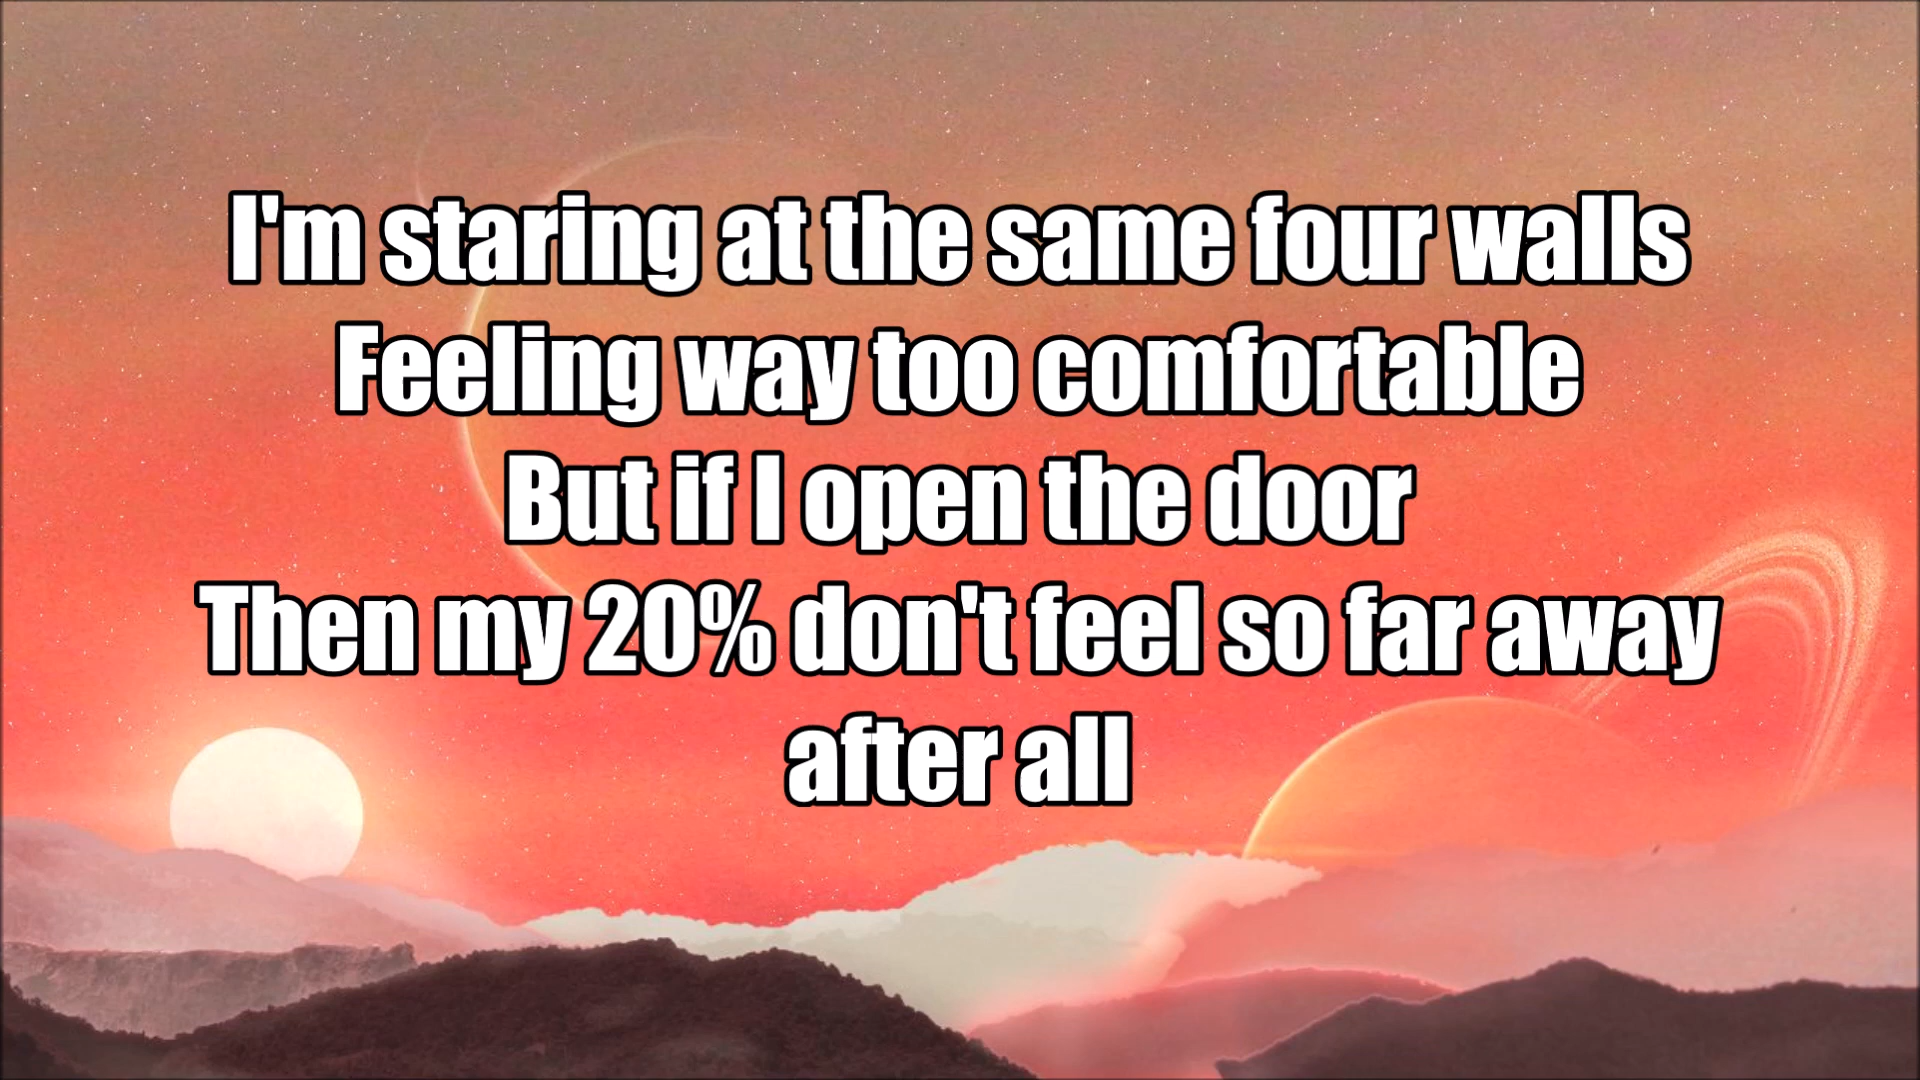 I'm staring at the same four walls
Feeling way too comfortable
But if I open the door
Then my 20% don't feel so far away
after all